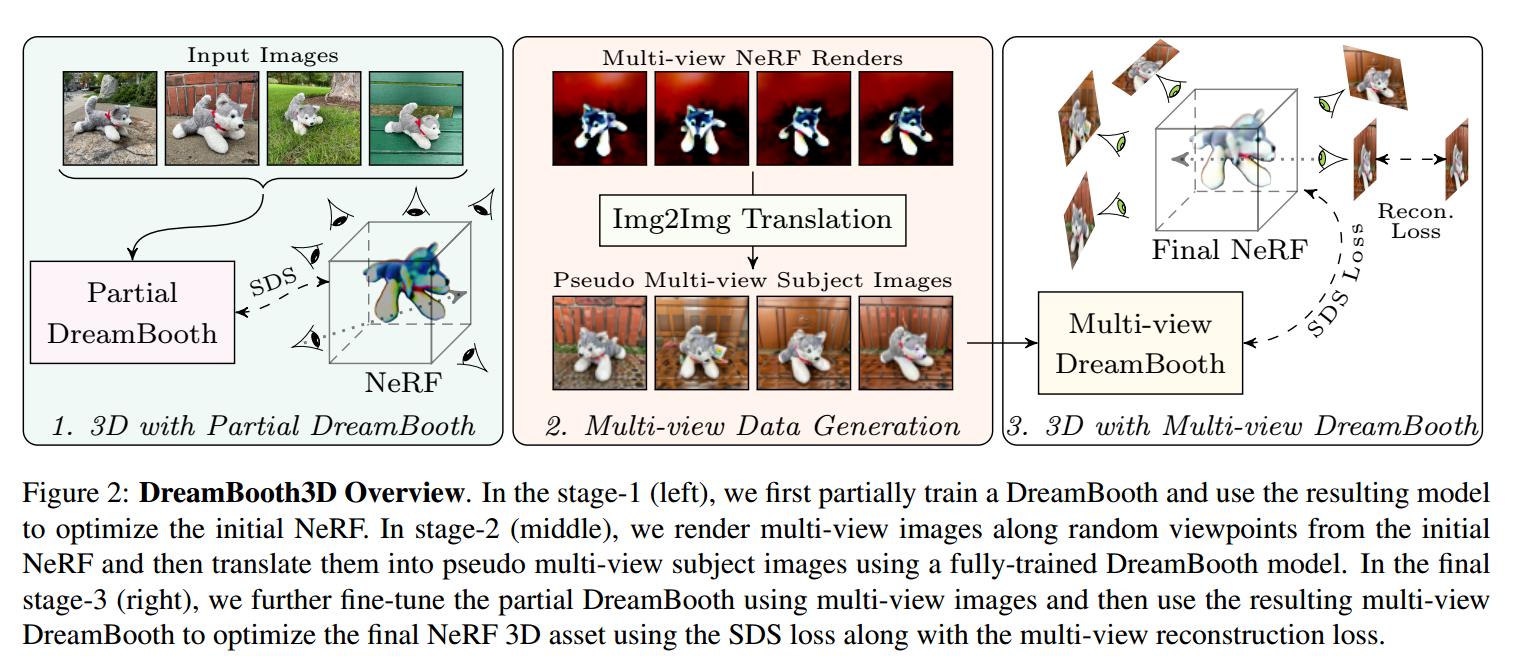 Input Images
Partial
DreamBooth
SDS
NeRF
1. 3D with Partial DreamBooth
Multi-view NeRF Renders
Img2Img Translation
Pseudo Multi-view Subject Images
2. Multi-view Data Generation
Final NeRF
Recon.
Loss
SDS Loss
Multi-view
DreamBooth
3. 3D with Multi-view DreamBooth
Figure 2: DreamBooth3D Overview. In the stage-1 (left), we first partially train a DreamBooth and use the resulting model
to optimize the initial NeRF. In stage-2 (middle), we render multi-view images along random viewpoints from the initial
NeRF and then translate them into pseudo multi-view subject images using a fully-trained DreamBooth model. In the final
stage-3 (right), we further fine-tune the partial DreamBooth using multi-view images and then use the resulting multi-view
DreamBooth to optimize the final NeRF 3D asset using the SDS loss along with the multi-view reconstruction loss.